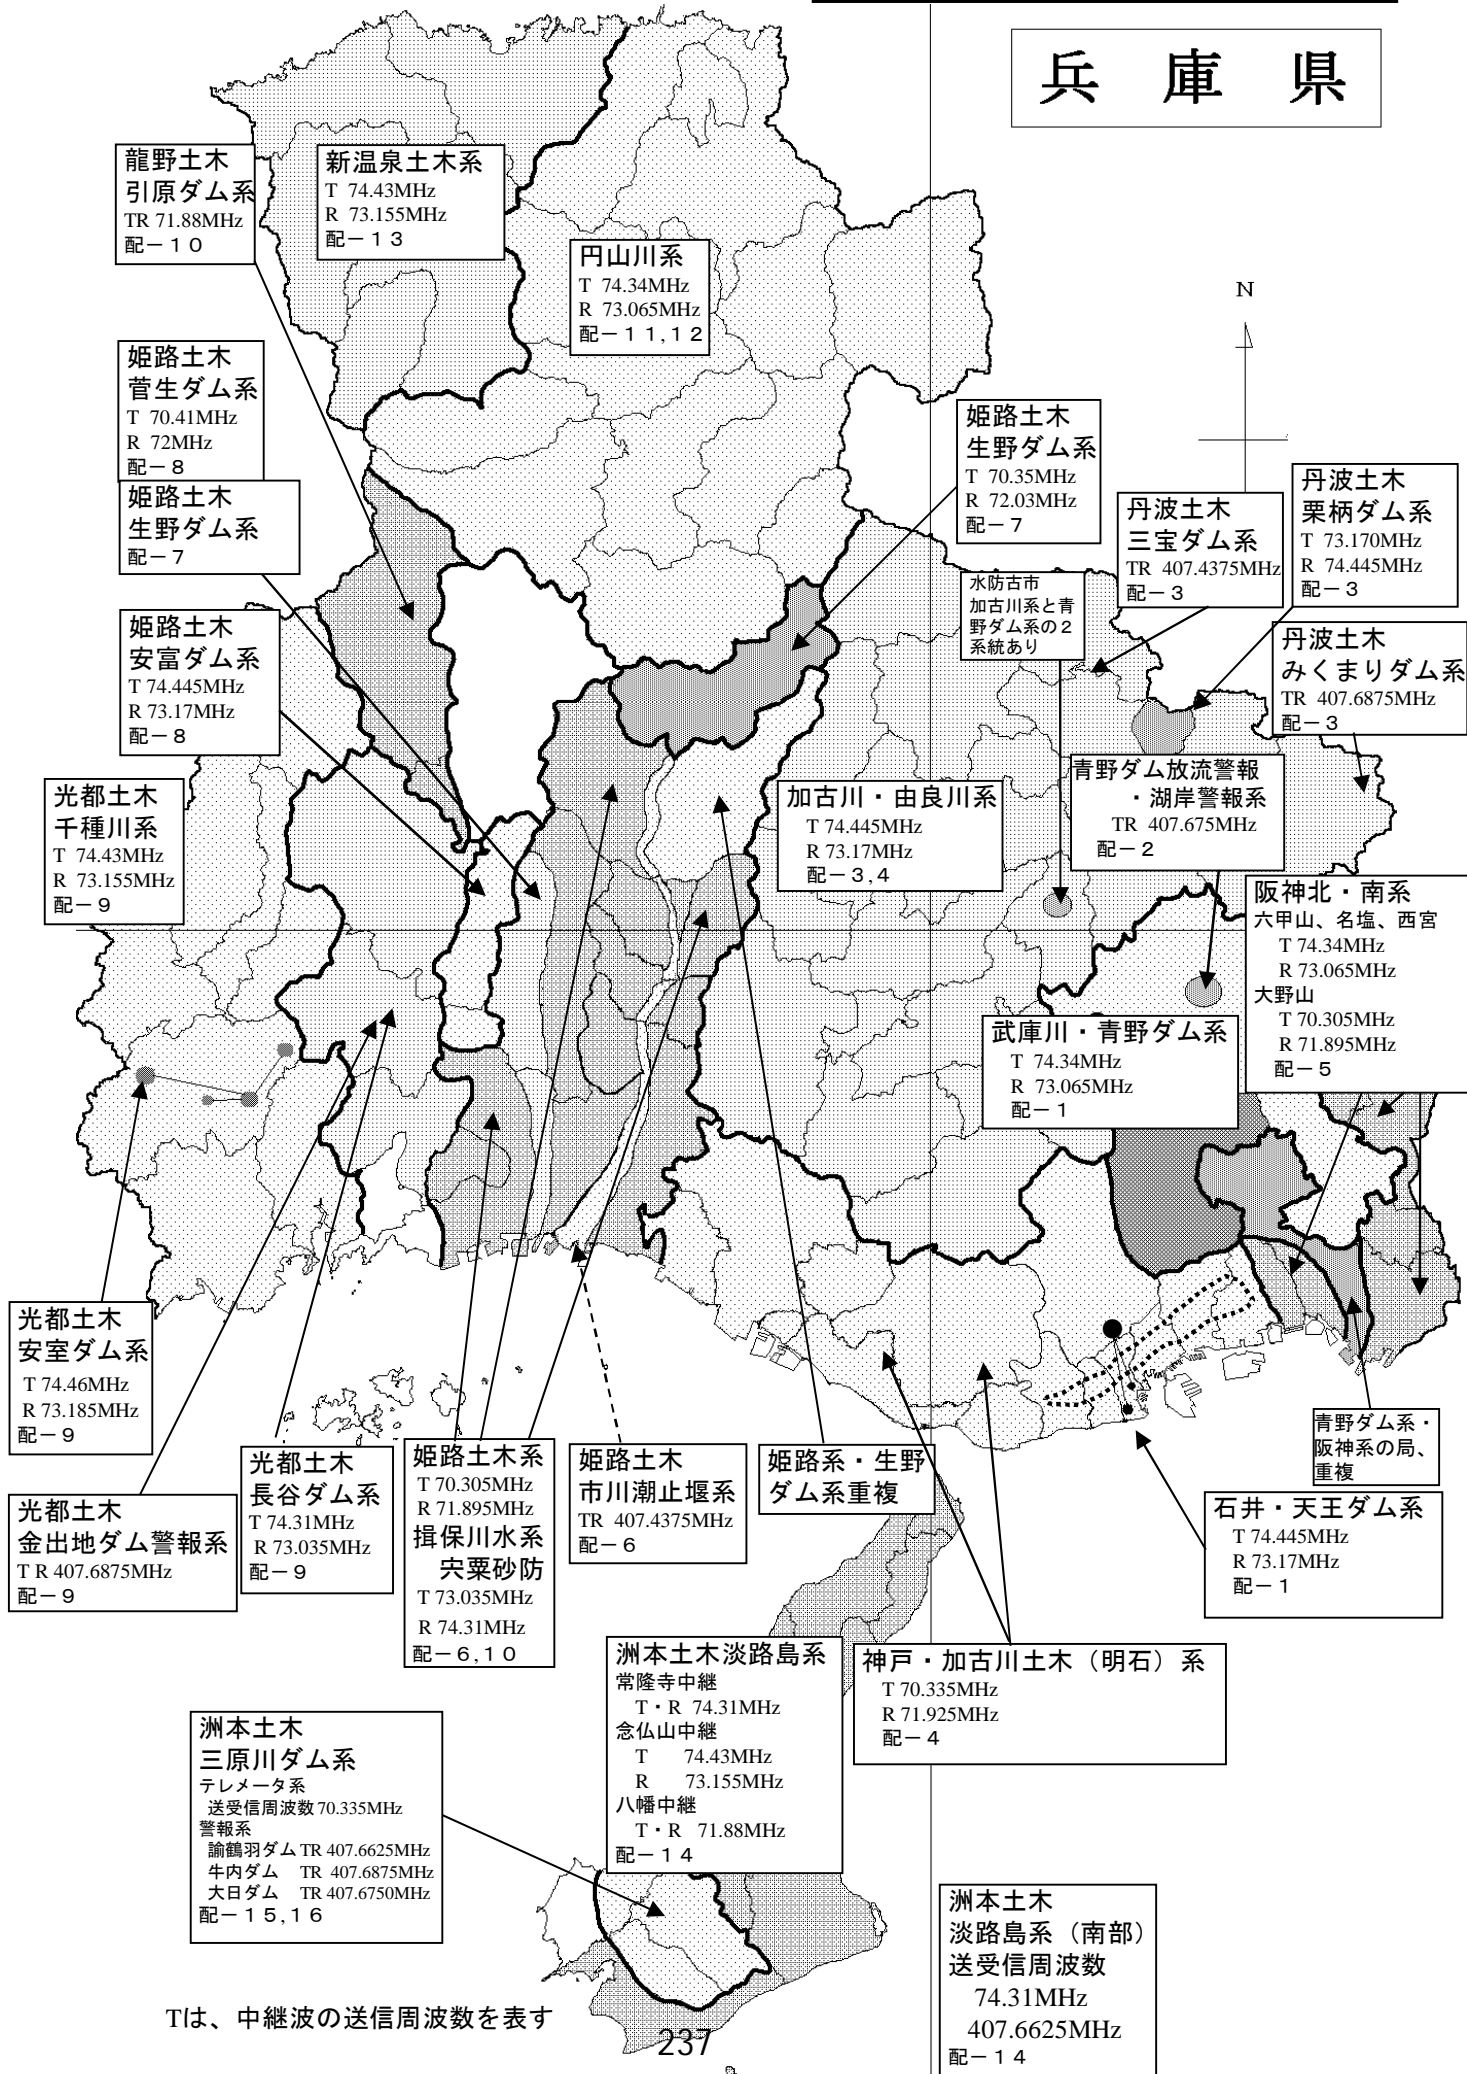 兵　庫　県
龍野土木
引原ダム系
TR 71.88MHz
配－１０
新温泉土木系
T 74.43MHz
R 73.155MHz
配－１３
円山川系
T 74.34MHz
R 73.065MHz
配－１１,１２
N
姫路土木
菅生ダム系
T 70.41MHz
R 72MHz
配－８
姫路土木
生野ダム系
配－７
姫路土木
生野ダム系
T 70.35MHz
R 72.03MHz
配－７
丹波土木
三宝ダム系
TR 407.4375MHz
配－３
丹波土木
栗柄ダム系
T 73.170MHz
R 74.445MHz
配－３
水防古市
加古川系と青
野ダム系の２
系統あり
丹波土木
みくまりダム系
TR 407.6875MHz
配－３
姫路土木
安富ダム系
T 74.445MHz
R 73.17MHz
配－８
光都土木
千種川系
T 74.43MHz
R 73.155MHz
配－９
加古川・由良川系
T 74.445MHz
R 73.17MHz
配－３,４
青野ダム放流警報
・湖岸警報系
TR 407.675MHz
配－２
阪神北・南系
六甲山、名塩、西宮
T 74.34MHz
R 73.065MHz
大野山
T 70.305MHz
R 71.895MHz
配－５
武庫川・青野ダム系
T 74.34MHz
R 73.065MHz
配－１
光都土木
安室ダム系
T 74.46MHz
R 73.185MHz
配－９
光都土木
金出地ダム警報系
T R 407.6875MHz
配－９
光都土木
長谷ダム系
T 74.31MHz
R 73.035MHz
配－９
姫路土木系
T 70.305MHz
R 71.895MHz
揖保川水系
宍粟砂防
T 73.035MHz
R 74.31MHz
配－６,１０
姫路土木
市川潮止堰系
TR 407.4375MHz
配－６
姫路系・生野
ダム系重複
青野ダム系・
阪神系の局、
重複
石井・天王ダム系
T 74.445MHz
R 73.17MHz
配－１
神戸・加古川土木（明石）系
T 70.335MHz
R 71.925MHz
配－４
洲本土木淡路島系
常隆寺中継
T・R 74.31MHz
念仏山中継
T 74.43MHz
R 73.155MHz
八幡中継
T・R 71.88MHz
配－１４
洲本土木
三原川ダム系
テレメータ系
送受信周波数 70.335MHz
警報系
諭鶴羽ダム TR 407.6625MHz
牛内ダム TR 407.6875MHz
大日ダム TR 407.6750MHz
配－１５,１６
洲本土木
淡路島系（南部）
送受信周波数
74.31MHz
407.6625MHz
配－１４
Tは、中継波の送信周波数を表す
237